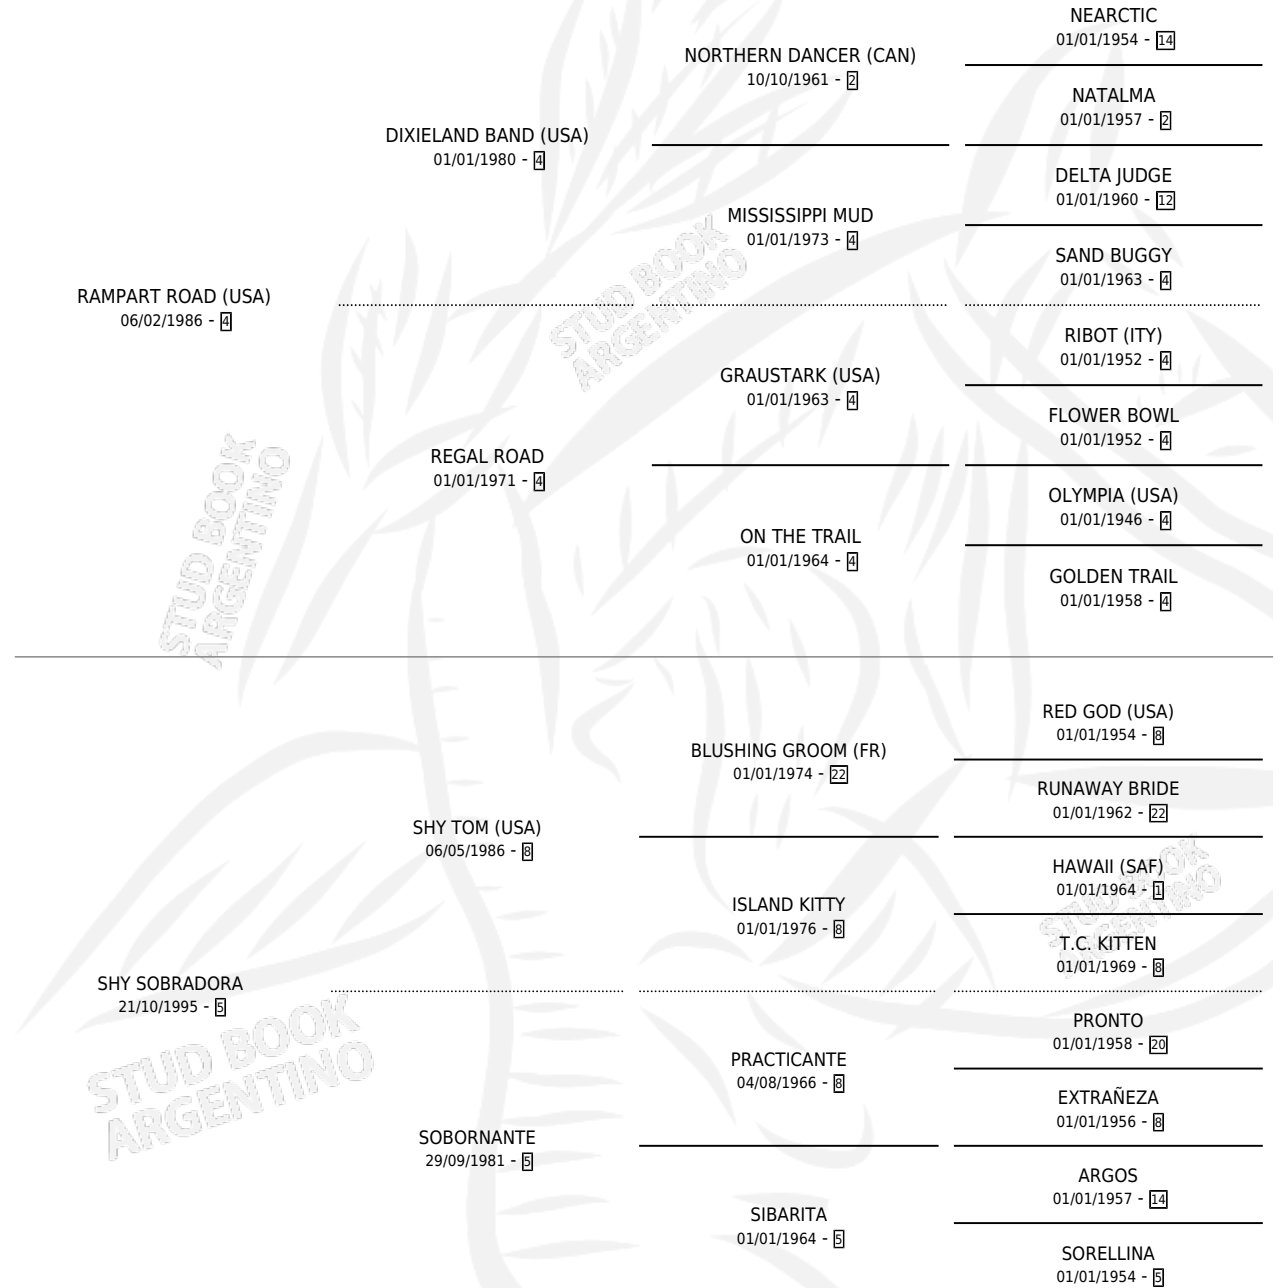 NEARCTIC
01/01/1954 - 14
NORTHERN DANCER (CAN)
10/10/1961 - 2
NATALMA
01/01/1957 - 2
DIXIELAND BAND (USA)
01/01/1980 - 4
DELTA JUDGE
01/01/1960 - 12
MISSISSIPPI MUD
01/01/1973 - 4
SAND BUGGY
01/01/1963 - 4
RAMPART ROAD (USA)
06/02/1986 - 4
RIBOT (ITY)
01/01/1952 - 4
GRAUSTARK (USA)
01/01/1963 - 4
FLOWER BOWL
01/01/1952 - 4
REGAL ROAD
01/01/1971 - 4
OLYMPIA (USA)
01/01/1946 - 4
ON THE TRAIL
01/01/1964 - 4
GOLDEN TRAIL
01/01/1958 - 4
STUD BOOK
ARGENTINO
STUD BOOK
ARGENTINO
RED GOD (USA)
01/01/1954 - 8
BLUSHING GROOM (FR)
01/01/1974 - 22
RUNAWAY BRIDE
01/01/1962 - 22
SHY TOM (USA)
06/05/1986 - 8
HAWAII (SAF)
01/01/1964 - 1
ISLAND KITTY
01/01/1976 - 8
T.C. KITTEN
01/01/1969 - 8
STUD BOOK
ARGENTINO
SHY SOBRADORA
21/10/1995 - 5
PRONTO
01/01/1958 - 20
PRACTICANTE
04/08/1966 - 8
EXTRAÑEZA
01/01/1956 - 8
STUD BOOK
ARGENTINO
SOBORNANTE
29/09/1981 - 5
ARGOS
01/01/1957 - 14
SIBARITA
01/01/1964 - 5
SORELLINA
01/01/1954 - 5